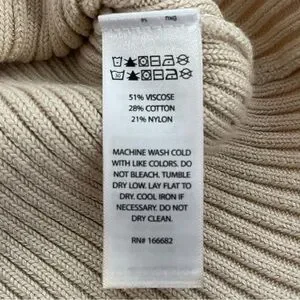 51% VISCOSE
28% COTTON
21% NYLON
MACHINE WASH COLD
WITH LIKE COLORS. DO
NOT BLEACH. TUMBLE
DRY LOW. LAY FLAT TO
DRY. COOL IRON IF
NECESSARY. DO NOT
DRY CLEAN.
RN# 166682